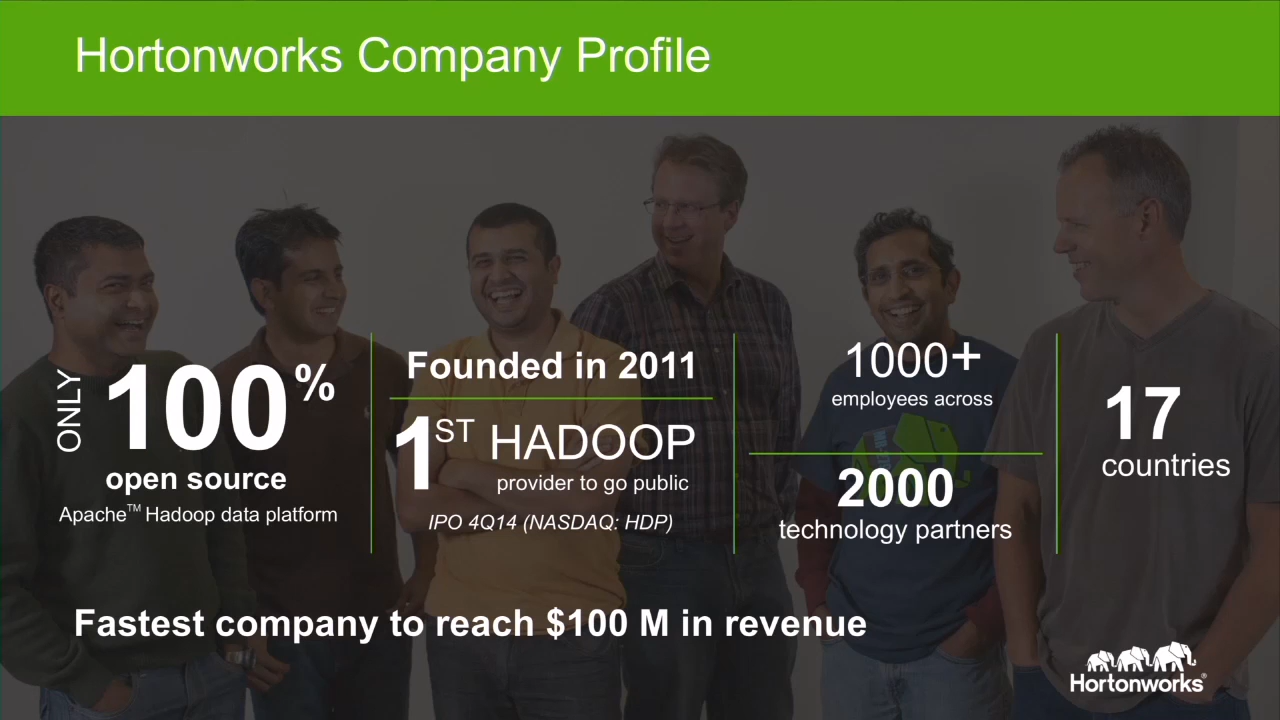 Hortonworks Company Profile
ONLY
100%
open source
Apache™ Hadoop data platform
Founded in 2011
1ST HADOOP
provider to go public
IPO 4Q14 (NASDAQ: HDP)
1000+
employees across
2000
technology partners
17
countries
Fastest company to reach $100 M in revenue
Hortonworks®